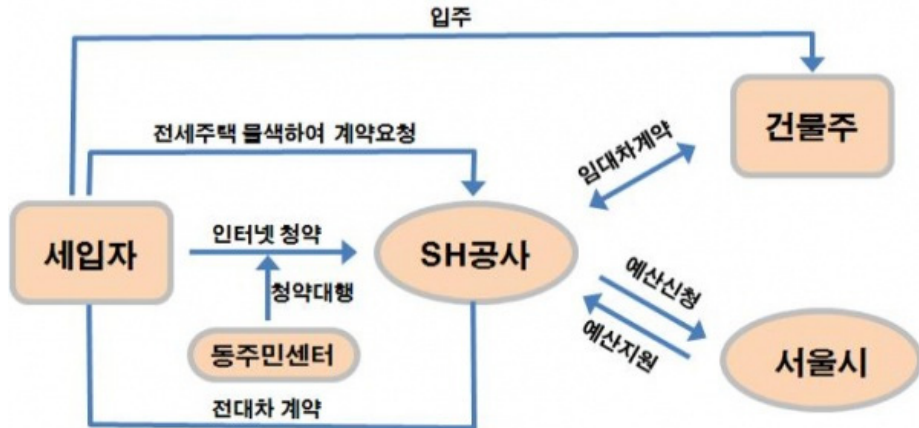 입주
건물주
전세주택 물색하여 계약요청
임대차계약
세입자
인터넷 청약
SH공사
청약대행
예산신청
예산지원
동주민센터
서울시
전대차 계약